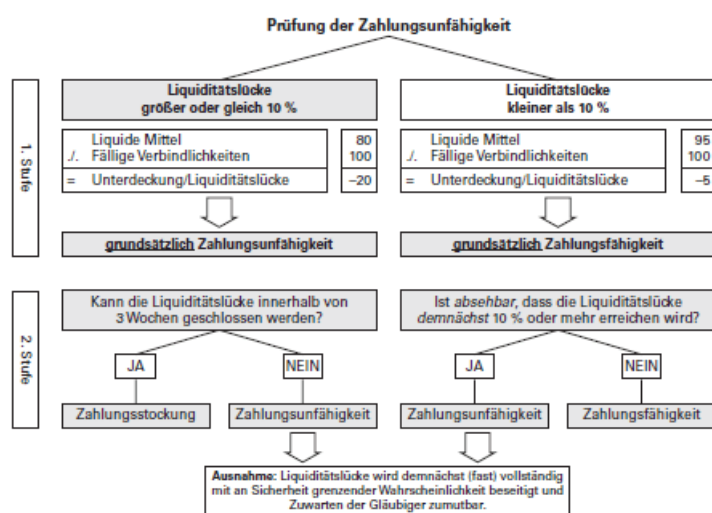 Prüfung der Zahlungsunfähigkeit
1. Stufe
Liquiditätslücke
größer oder gleich 10 %
Liquide Mittel 80
./. Fällige Verbindlichkeiten 100
= Unterdeckung/Liquiditätslücke –20
grundsätzlich Zahlungsunfähigkeit
Liquiditätslücke
kleiner als 10 %
Liquide Mittel 95
./. Fällige Verbindlichkeiten 100
= Unterdeckung/Liquiditätslücke –5
grundsätzlich Zahlungsfähigkeit
2. Stufe
Kann die Liquiditätslücke innerhalb von
3 Wochen geschlossen werden?
JA
NEIN
Zahlungsstockung
Zahlungsunfähigkeit
Ist absehbar, dass die Liquiditätslücke
demnächst 10 % oder mehr erreichen wird?
JA
NEIN
Zahlungsunfähigkeit
Zahlungsfähigkeit
Ausnahme: Liquiditätslücke wird demnächst (fast) vollständig
mit an Sicherheit grenzender Wahrscheinlichkeit beseitigt und
Zuwarten der Gläubiger zumutbar.